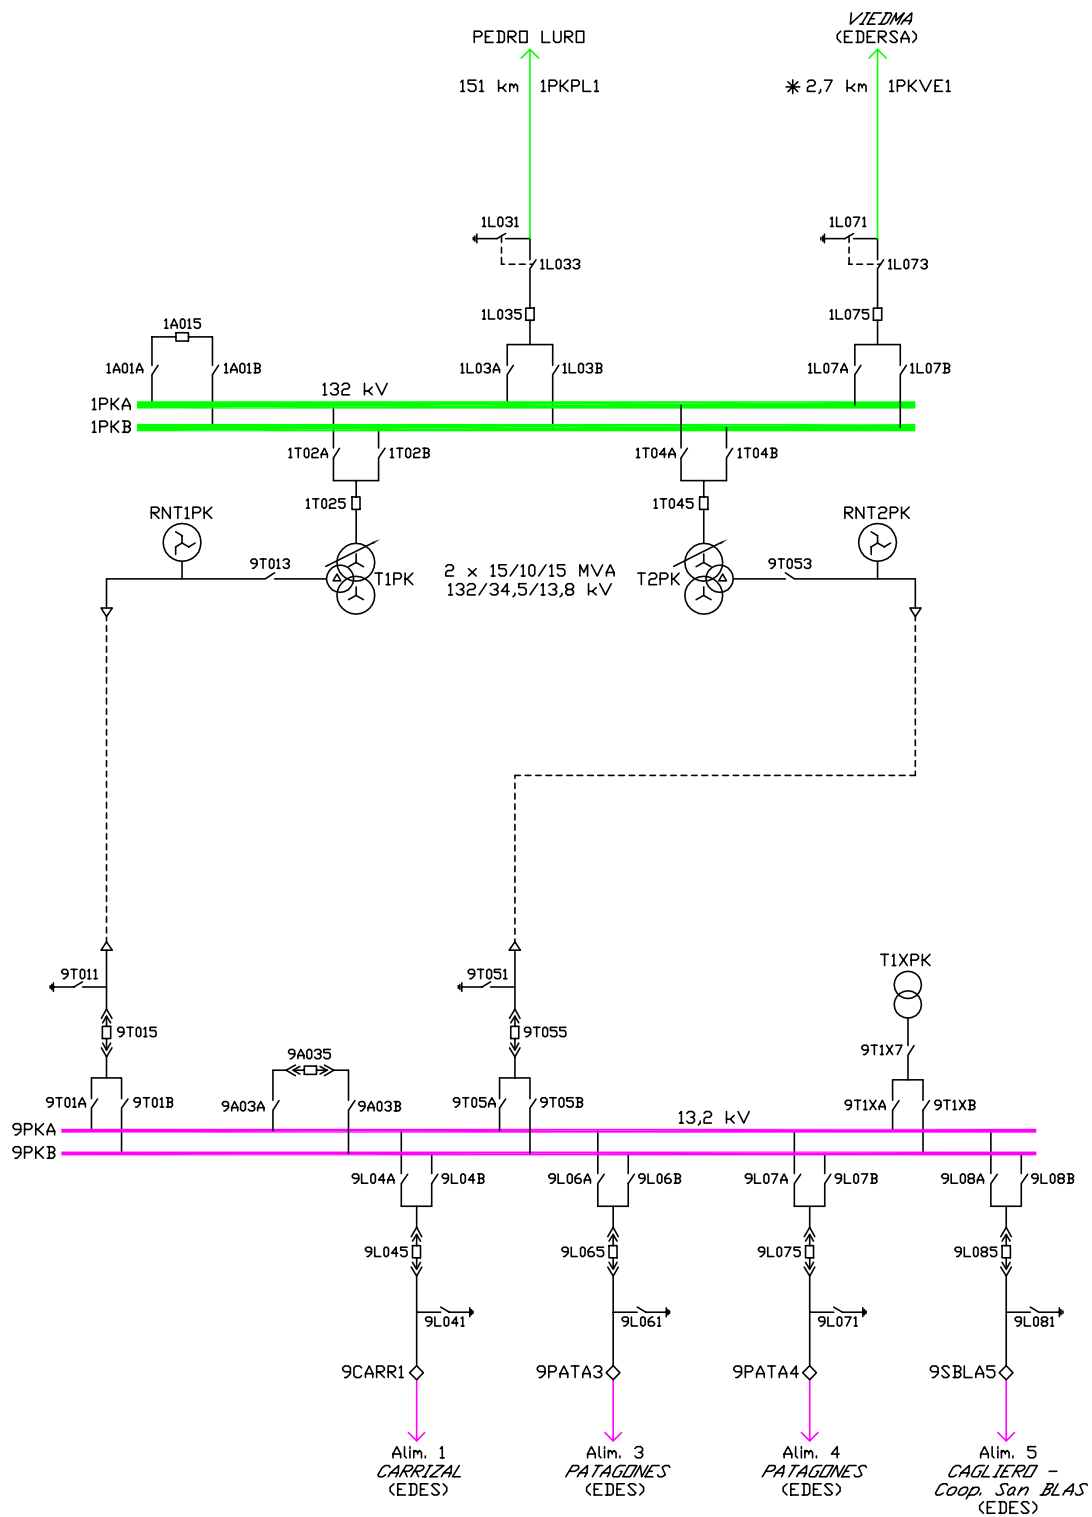 PEDRO LURO
VIEDMA
(EDERSA)
151 km 1PKPL1
* 2,7 km 1PKVE1
1L031
1L071
1L033
1L073
1A015
1L035
1L075
1A01A
1A01B
1L03A
1L03B
1L07A
1L07B
132 kV
1PKA
1PKB
1T02A
1T02B
1T04A
1T04B
1T025
1T045
RNT1PK
RNT2PK
9T013
9T053
T1PK
2 x 15/10/15 MVA
132/34,5/13,8 kV
T2PK
T1XPK
9T011
9T051
9T015
9T055
9A035
9T1X7
9T01A
9T01B
9A03A
9A03B
9T05A
9T05B
9T1XA
9T1XB
13,2 kV
9PKA
9PKB
9L04A
9L04B
9L06A
9L06B
9L07A
9L07B
9L08A
9L08B
9L045
9L065
9L075
9L085
9L041
9L061
9L071
9L081
9CARR1
9PATA3
9PATA4
9SBLA5
Alim. 1
CARRIZAL
(EDES)
Alim. 3
PATAGONES
(EDES)
Alim. 4
PATAGONES
(EDES)
Alim. 5
CAGLIERO -
Coop. San BLAS
(EDES)